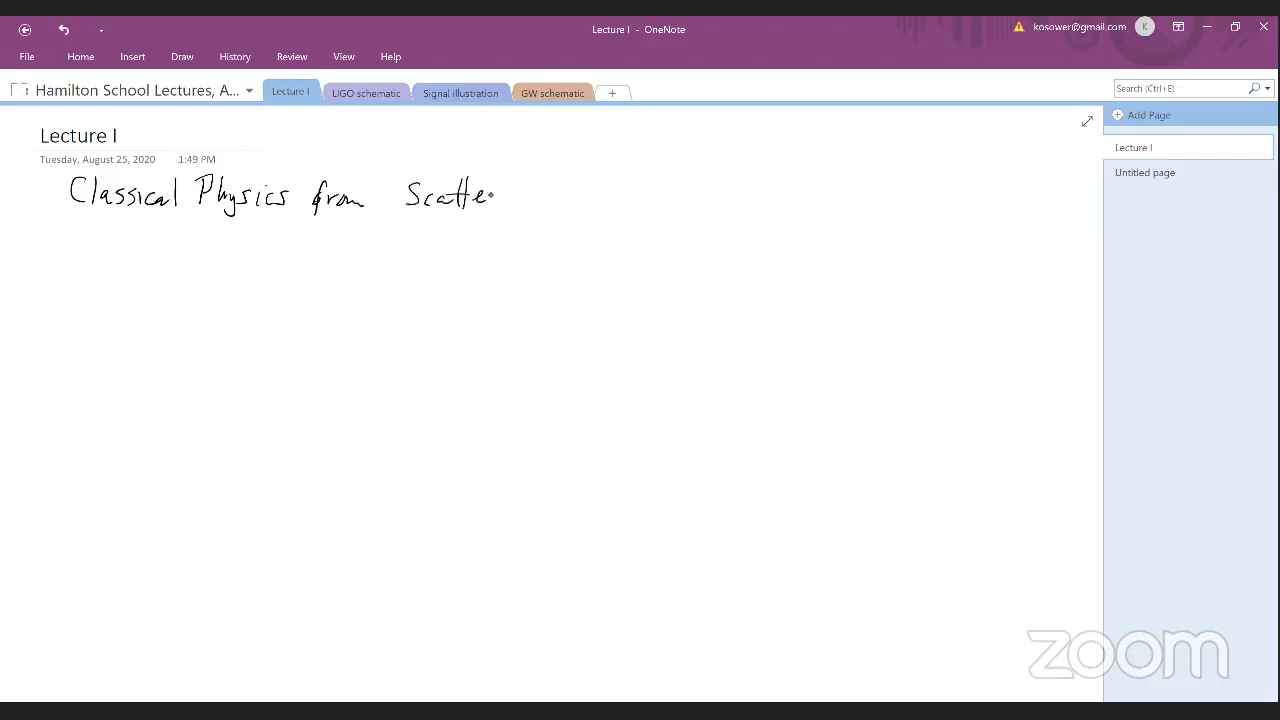 Lecture I - OneNote
kosower@gmail.com K
File Home Insert Draw History Review View Help
Hamilton School Lectures, A... Lecture I LIGO schematic Signal illustration GW schematic +
Search (Ctrl+E)
Add Page
Lecture I
Lecture I
Tuesday, August 25, 2020 1:49 PM
Untitled page
Classical Physics from Scatte
zoom